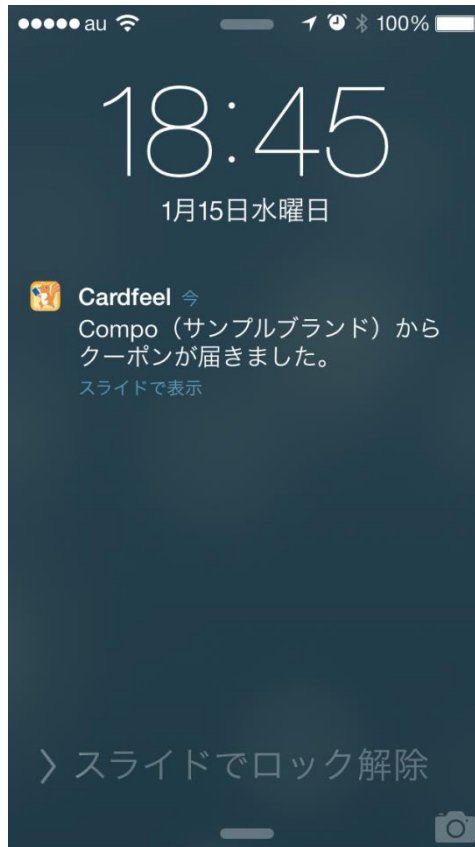 au 100%
18:45
1月15日水曜日
Cardfeel 今
Compo（サンプルブランド）から
クーポンが届きました。
スライドで表示
スライドでロック解除